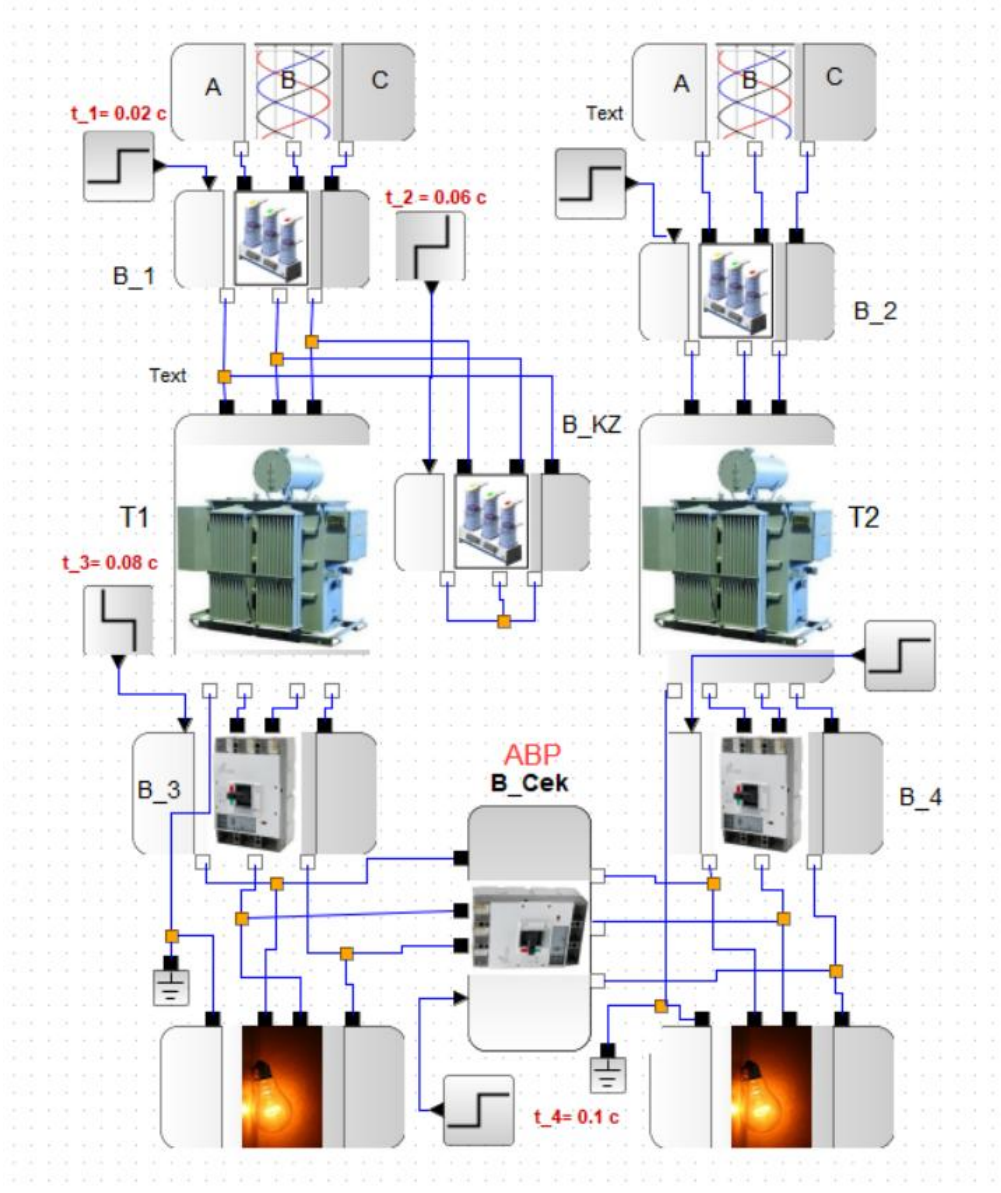 A B C
A B C
t_1= 0.02 c
Text
t_2 = 0.06 c
B_1
B_2
Text
B_KZ
T1
T2
t_3= 0.08 c
АВР
B_Cek
B_3
B_4
t_4= 0.1 c